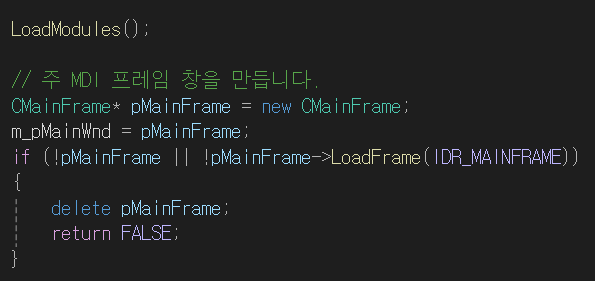 LoadModules();
// 주 MDI 프레임 창을 만듭니다.
CMainFrame* pMainFrame = new CMainFrame;
m_pMainWnd = pMainFrame;
if (!pMainFrame || !pMainFrame->LoadFrame(IDR_MAINFRAME))
{
delete pMainFrame;
return FALSE;
}